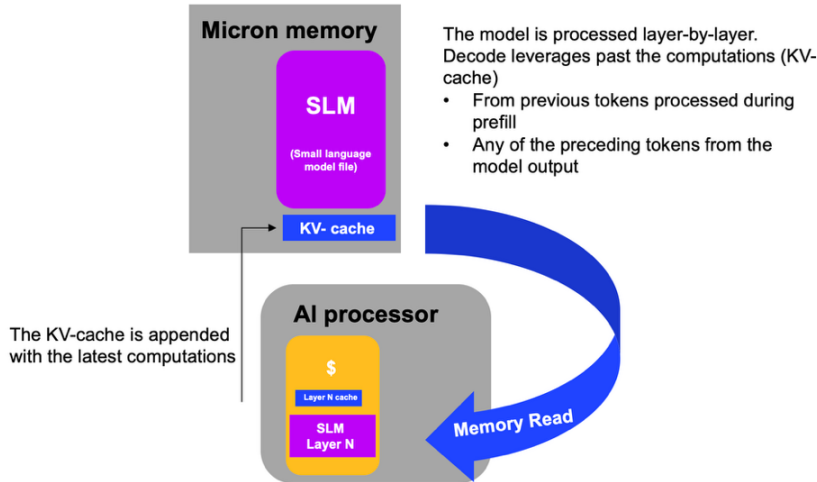 Micron memory
SLM
(Small language
model file)
KV- cache
The model is processed layer-by-layer.
Decode leverages past the computations (KV-
cache)
• From previous tokens processed during
prefill
• Any of the preceding tokens from the
model output
The KV-cache is appended
with the latest computations
AI processor
$
Layer N cache
SLM
Layer N
Memory Read